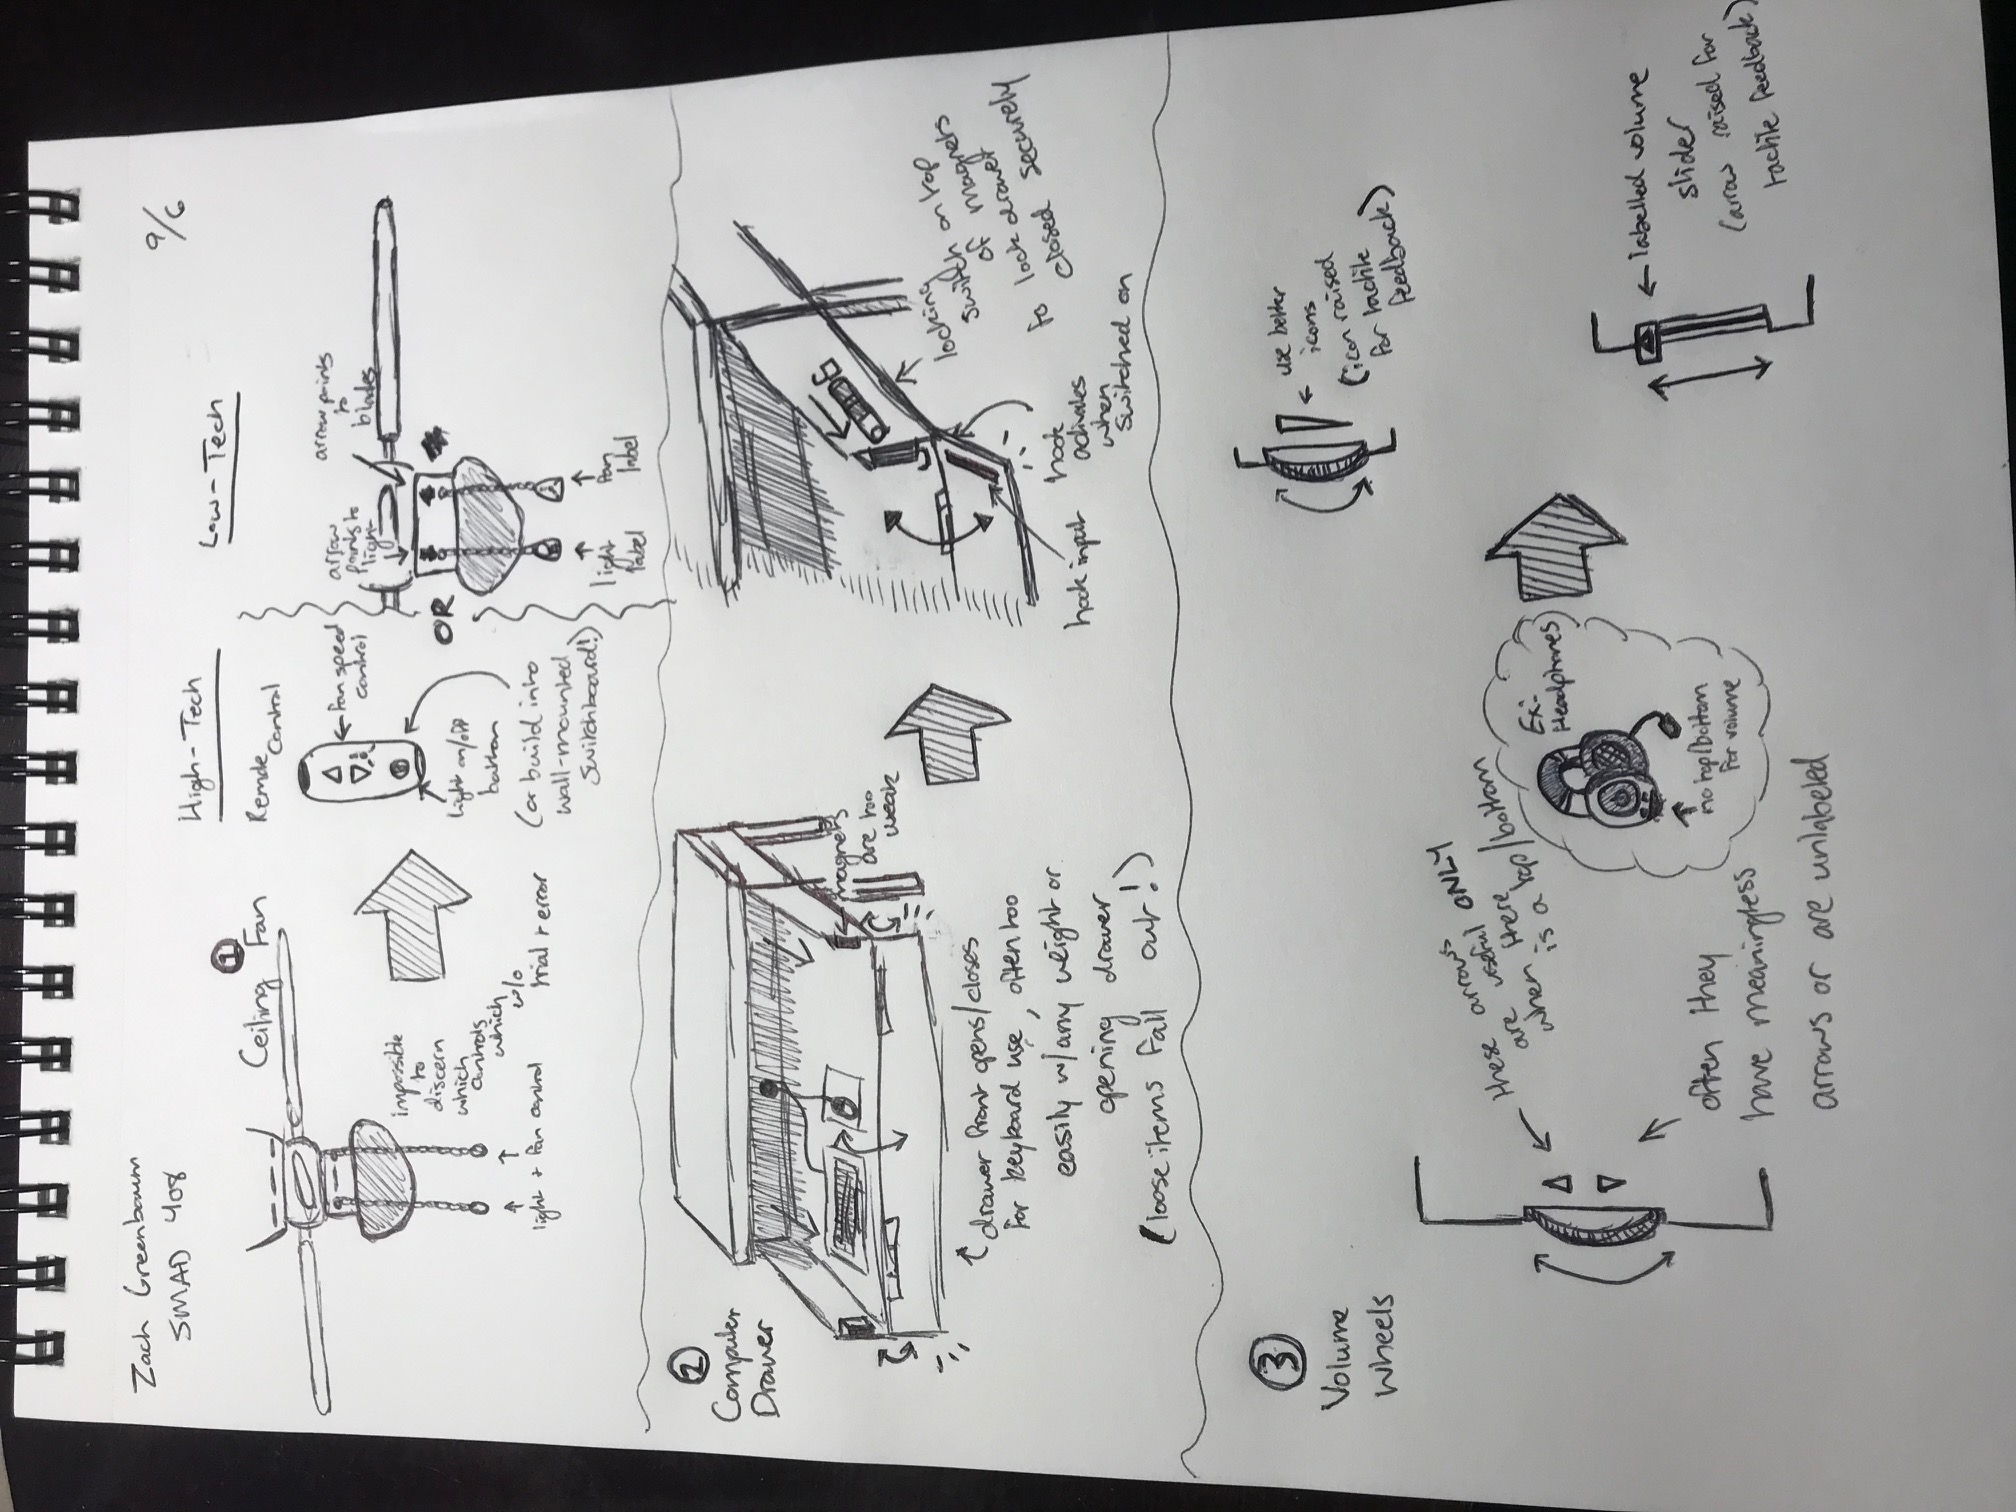 Zach Greenbaum
SMAD 408
9/6
1
Ceiling Fan
impossible
to
discern
which
controls
which
w/o
trial + error
light + fan control
High-Tech
Remote
Control
fan speed
control
light on/off
button
(or build into
wall-mounted
switchboard!)
OR
Low-Tech
arrow
points to
light
arrow points
to
blades
light
label
fan
label
2
Computer
Drawer
magnets
are too
weak
drawer front opens/closes
for keyboard use, often too
easily w/any weight or
opening drawer
(loose items fall out!)
locking
switch on top
of magnets
to lock drawer
closed securely
hook input
hook
activates
when
switched on
3
Volume
Wheels
these arrows
are useful ONLY
when there
is a top/bottom
often they
have meaningless
arrows or are unlabeled
Ex:
Headphones
no top/bottom
for volume
use better
icons
(icon raised
for tactile
feedback)
labelled volume
slider
(arrow raised for
tactile feedback)